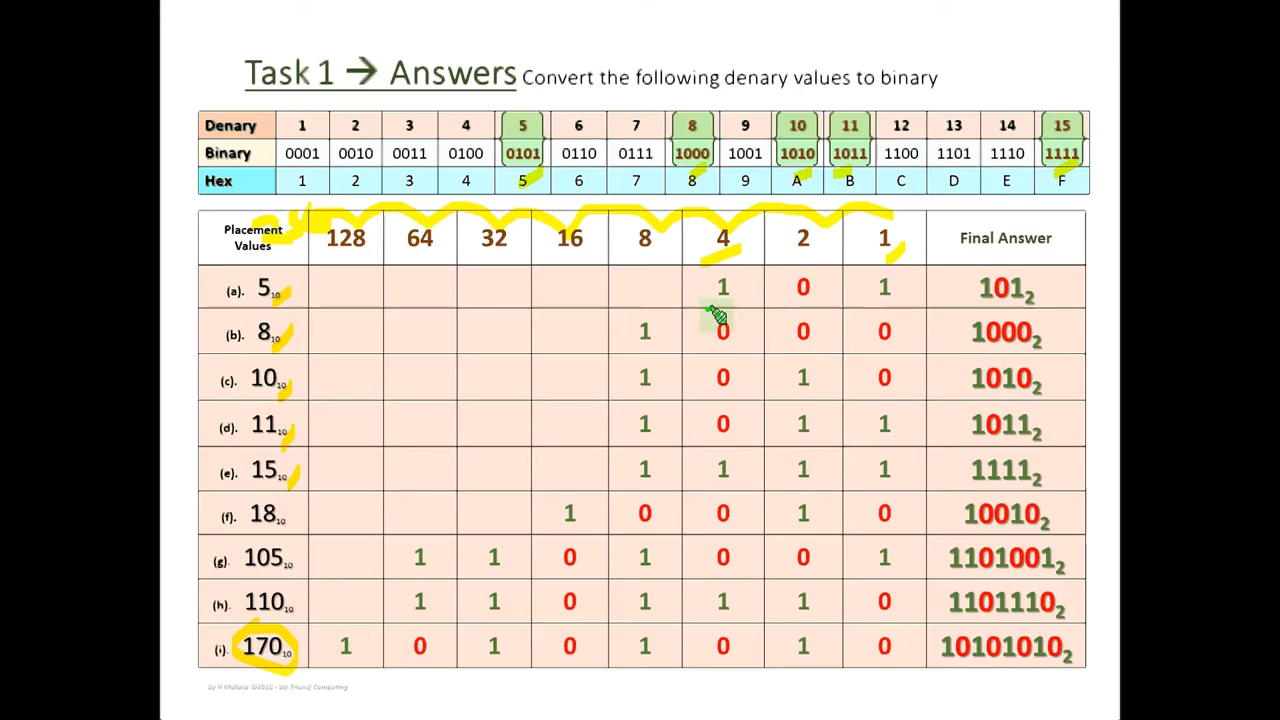 Task 1 → Answers Convert the following denary values to binary
Denary 1 2 3 4 5 6 7 8 9 10 11 12 13 14 15
Binary 0001 0010 0011 0100 0101 0110 0111 1000 1001 1010 1011 1100 1101 1110 1111
Hex 1 2 3 4 5 6 7 8 9 A B C D E F
Placement Values 128 64 32 16 8 4 2 1 Final Answer
(a). 5₁₀ 1 0 1 101₂
(b). 8₁₀ 1 0 0 0 1000₂
(c). 10₁₀ 1 0 1 0 1010₂
(d). 11₁₀ 1 0 1 1 1011₂
(e). 15₁₀ 1 1 1 1 1111₂
(f). 18₁₀ 1 0 0 1 0 10010₂
(g). 105₁₀ 1 1 0 1 0 0 1 1101001₂
(h). 110₁₀ 1 1 0 1 1 1 0 1101110₂
(i). 170₁₀ 1 0 1 0 1 0 1 0 10101010₂
Computing